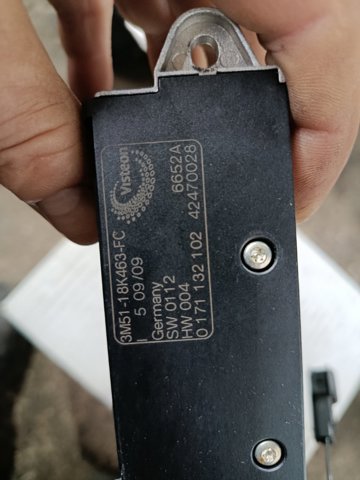 Visteon
6652A
3M51-18K463-FC
I 5 09/09
Germany
SW 0112
HW 004
0 171 132 102 42470028